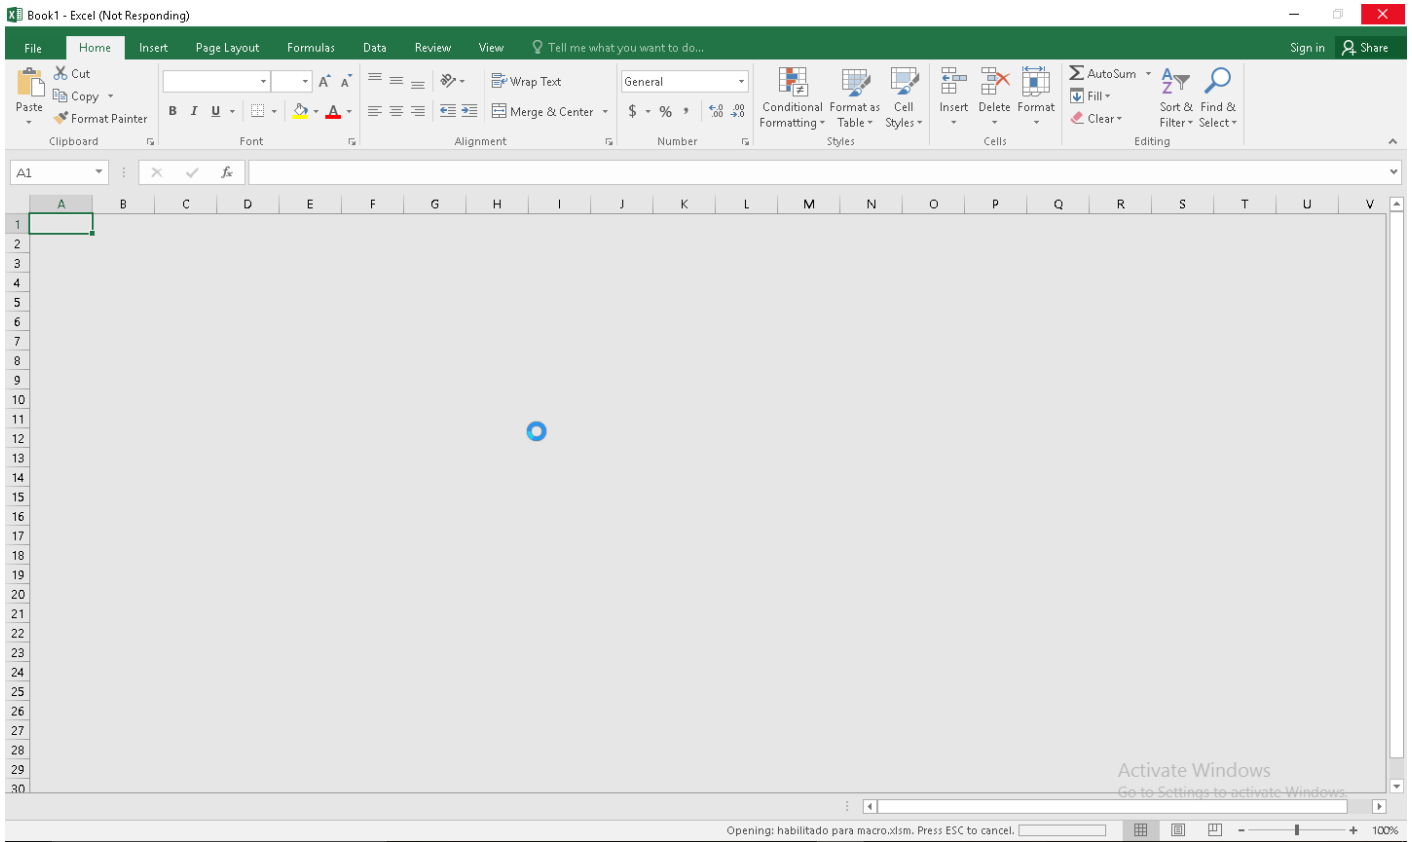 Book1 - Excel (Not Responding)
File Home Insert Page Layout Formulas Data Review View Tell me what you want to do... Sign in Share
Paste
Cut
Copy
Format Painter
Clipboard
B I U A
A A
Font
Wrap Text
Merge & Center
Alignment
General
$ % , .0 .00 .00 .0
Number
Conditional Formatting
Format as Table
Cell Styles
Styles
Insert Delete Format
Cells
AutoSum
Fill
Clear
Sort & Filter
Find & Select
Editing
A1 fx
A B C D E F G H I J K L M N O P Q R S T U V
1
2
3
4
5
6
7
8
9
10
11
12
13
14
15
16
17
18
19
20
21
22
23
24
25
26
27
28
29
30
Activate Windows
Go to Settings to activate Windows.
Opening: habilitado para macro.xlsm. Press ESC to cancel. 100%